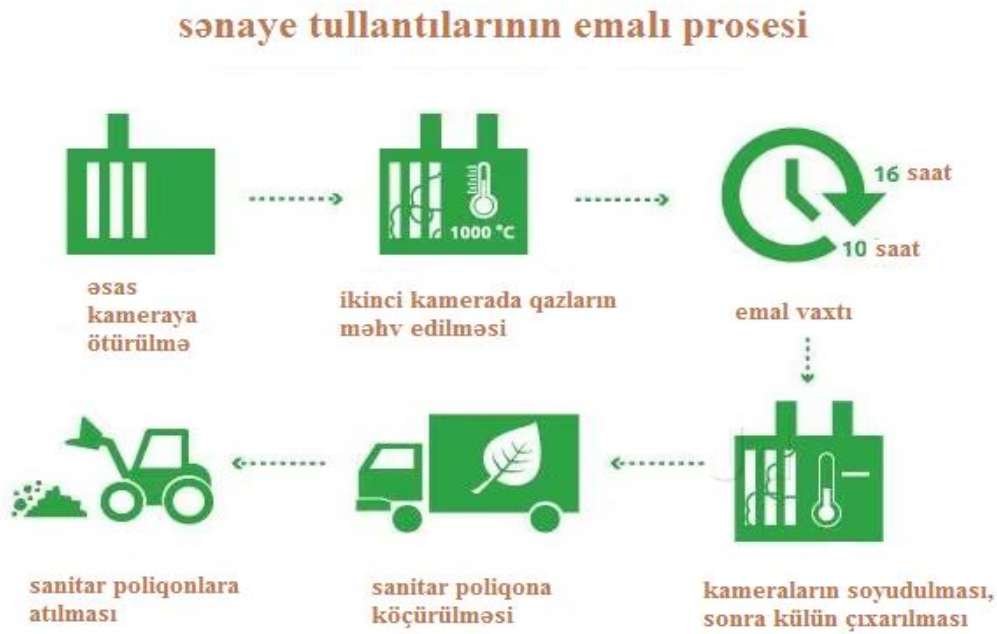 sənaye tullantılarının emalı prosesi
əsas
kameraya
ötürülmə
1000 °C
ikinci kamerada qazların
məhv edilməsi
16 saat
10 saat
emal vaxtı
kameraların soyudulması,
sonra külün çıxarılması
sanitar poliqona
köçürülməsi
sanitar poliqonlara
atılması